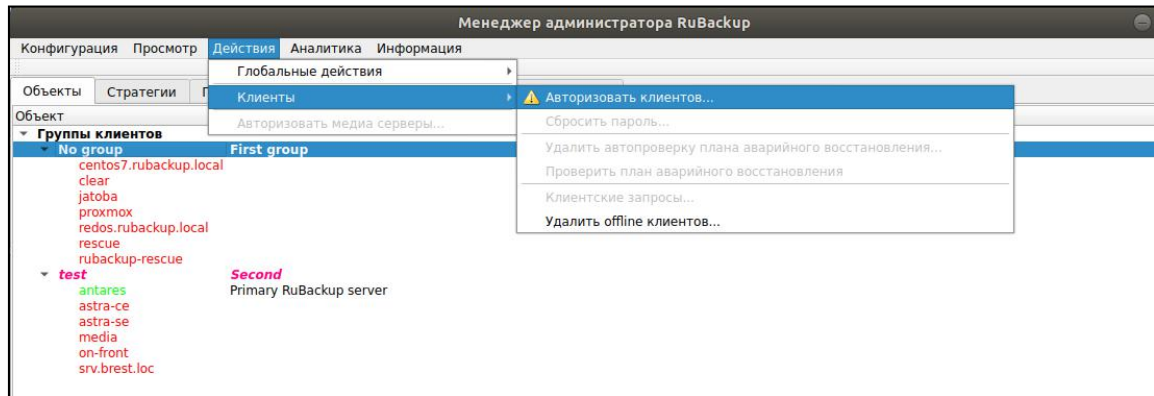 Менеджер администратора RuBackup
Конфигурация Просмотр Действия Аналитика Информация
Глобальные действия
Объекты Стратегии
Клиенты Авторизовать клиентов...
Объект Авторизовать медиа серверы... Сбросить пароль...
Группы клиентов
No group First group Удалить автопроверку плана аварийного восстановления...
centos7.rubackup.local
clear Проверить план аварийного восстановления
jatoba Клиентские запросы...
proxmox
redos.rubackup.local Удалить offline клиентов...
rescue
rubackup-rescue
test Second
antares Primary RuBackup server
astra-ce
astra-se
media
on-front
srv.brest.loc